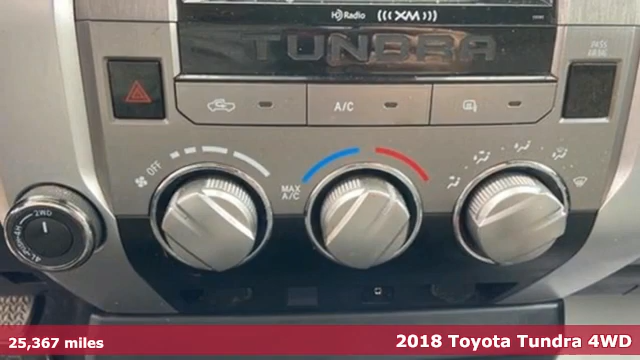 HD Radio ((( XM )))
TUNDRA
PASS
AIR BAG
A/C
OFF
MAX
A/C
2WD
4H
4L
25,367 miles
2018 Toyota Tundra 4WD